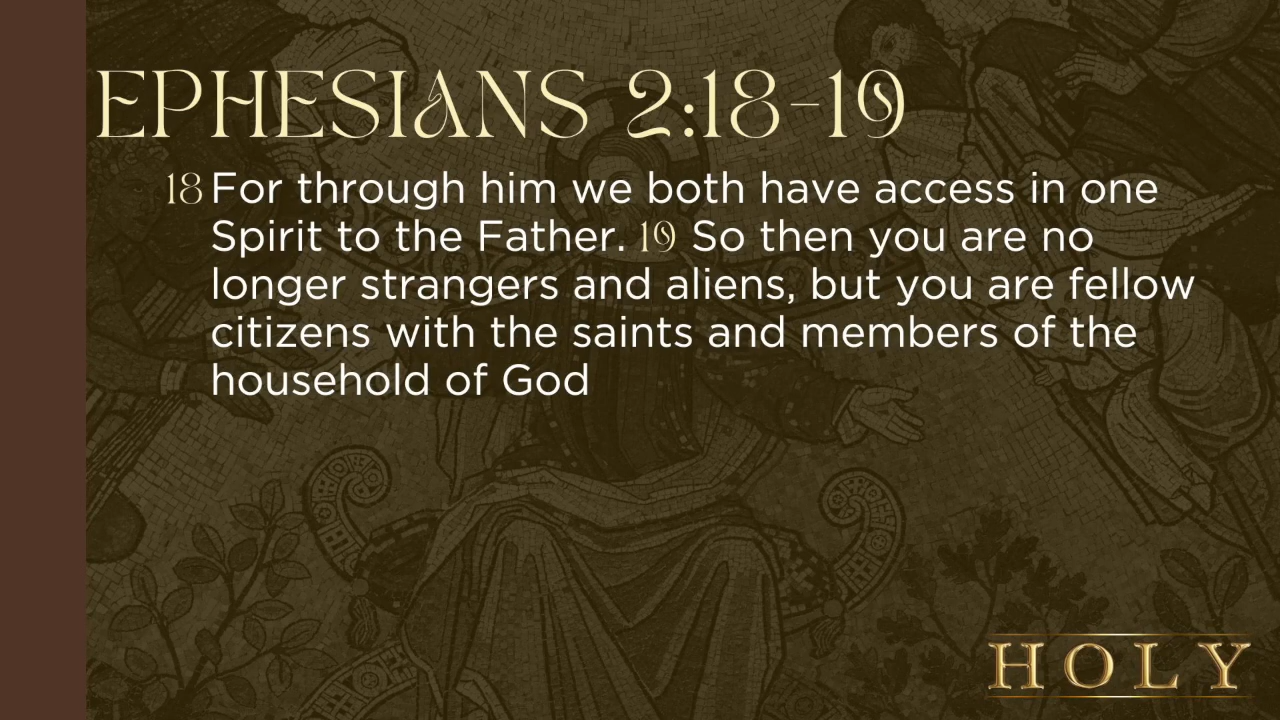 EPHESIANS 2:18-19
18 For through him we both have access in one
Spirit to the Father. 19 So then you are no
longer strangers and aliens, but you are fellow
citizens with the saints and members of the
household of God
HOLY